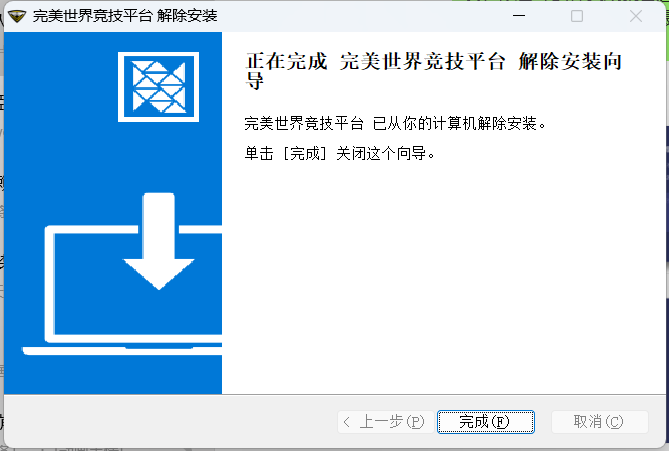 完美世界竞技平台 解除安装
正在完成 完美世界竞技平台 解除安装向
导
完美世界竞技平台 已从你的计算机解除安装。
单击 [完成] 关闭这个向导。
< 上一步(P)
完成(F)
取消(C)